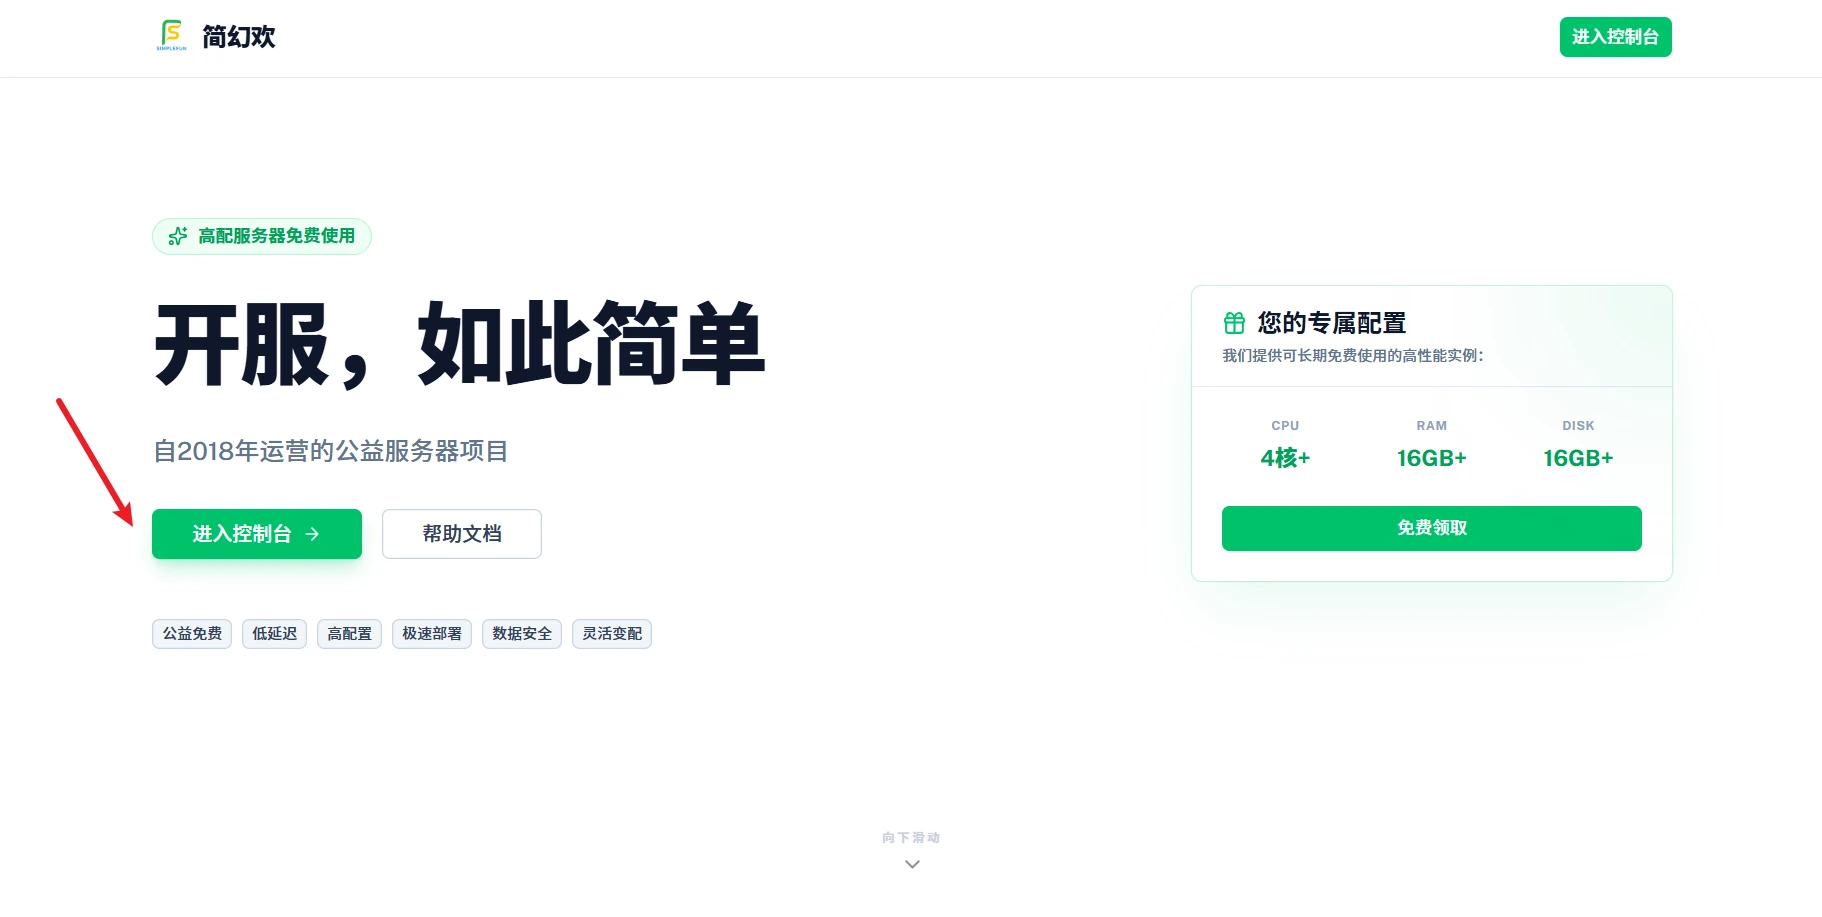 SIMPLEFUN
简幻欢
进入控制台
高配服务器免费使用
开服，如此简单
自2018年运营的公益服务器项目
进入控制台 →
帮助文档
公益免费
低延迟
高配置
极速部署
数据安全
灵活变配
您的专属配置
我们提供可长期免费使用的高性能实例：
CPU
RAM
DISK
4核+
16GB+
16GB+
免费领取
向下滑动